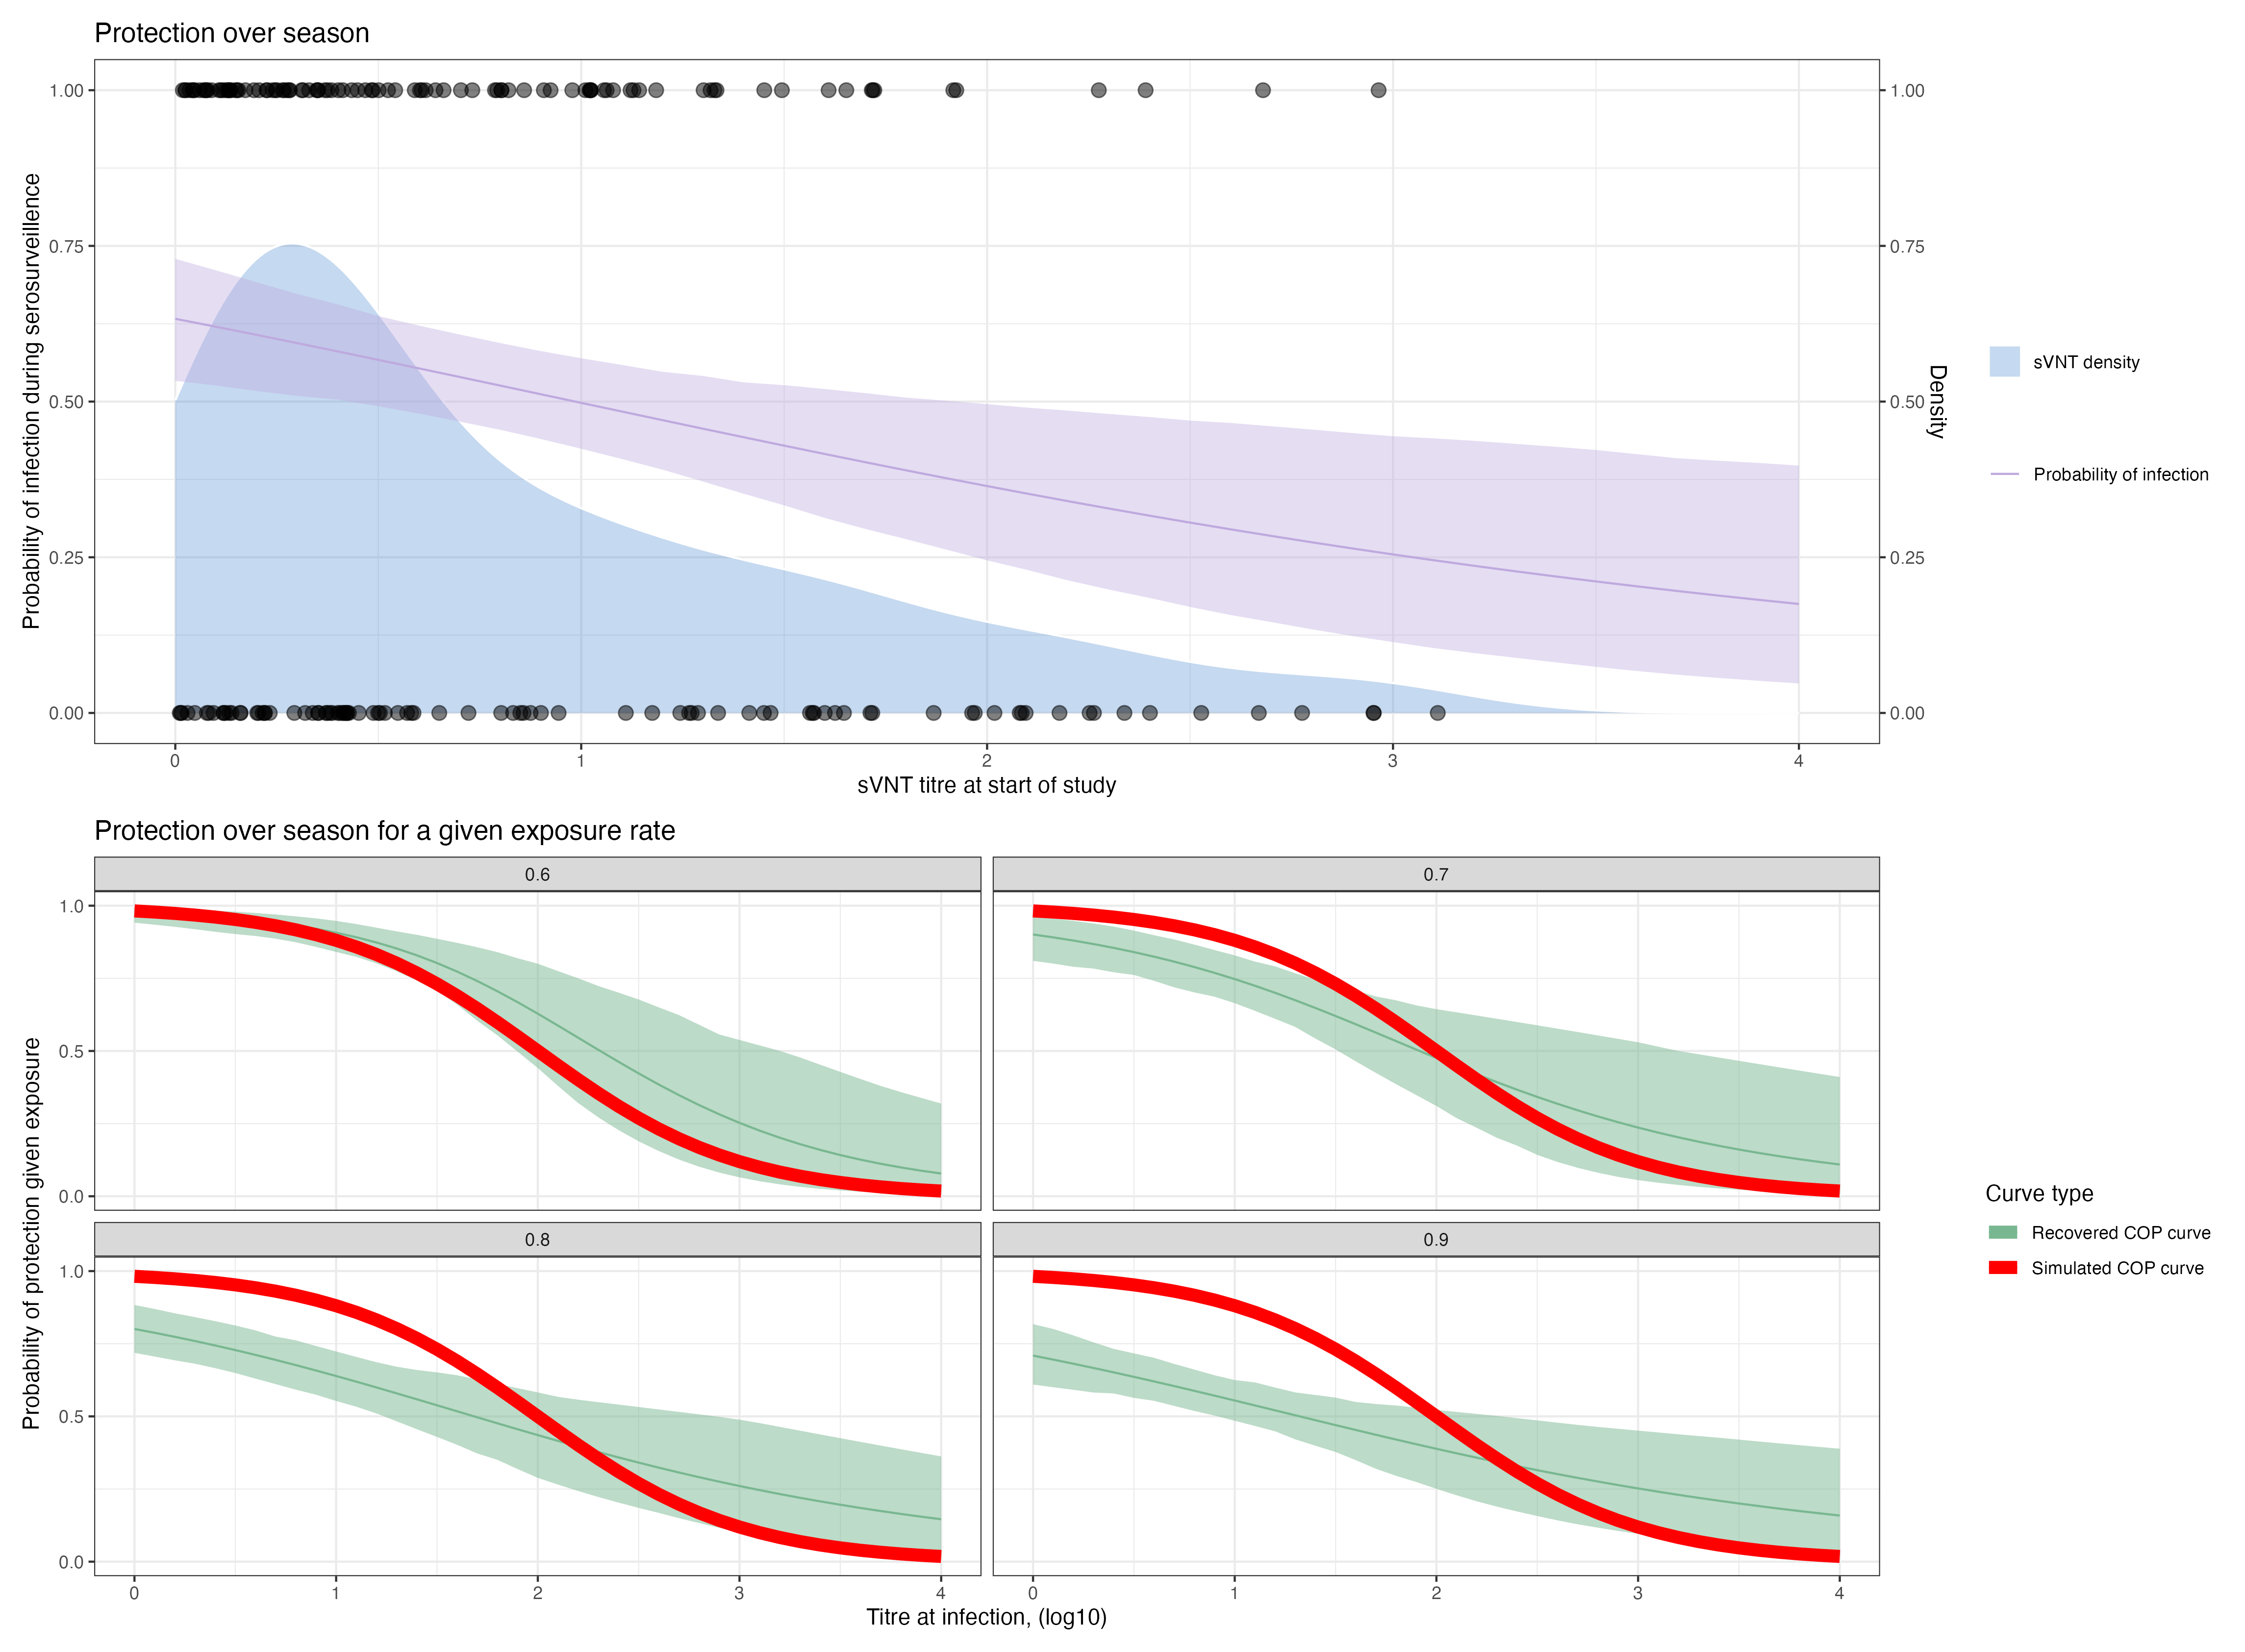 Protection over season
Probability of infection during serosurveillence
1.00
0.75
0.50
0.25
0.00
1.00
0.75
0.50
0.25
0.00
Density
0 1 2 3 4
sVNT titre at start of study
sVNT density
Probability of infection
Protection over season for a given exposure rate
Probability of protection given exposure
0.6 0.7
1.0
0.5
0.0
0.8 0.9
1.0
0.5
0.0
0 1 2 3 4 0 1 2 3 4
Titre at infection, (log10)
Curve type
Recovered COP curve
Simulated COP curve